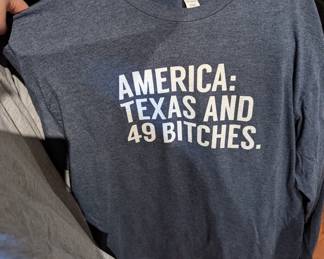 AMERICA:
TEXAS AND
49 BITCHES.